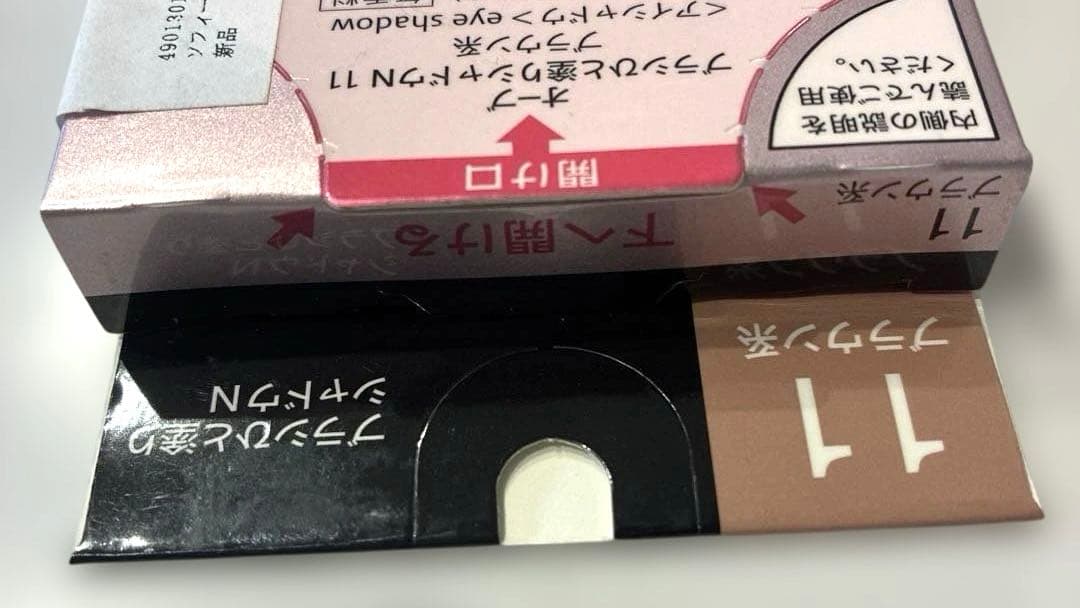 11
ブラウン系
ブラシひと塗り
シャドウN
11
ブラウン系
下へ開ける
開け口
オーブ
ブラシひと塗りシャドウN 11
ブラウン系
<アイシャドウ> eye shadow
内側の説明を
読んでご使用
ください。
ソフィー
新品